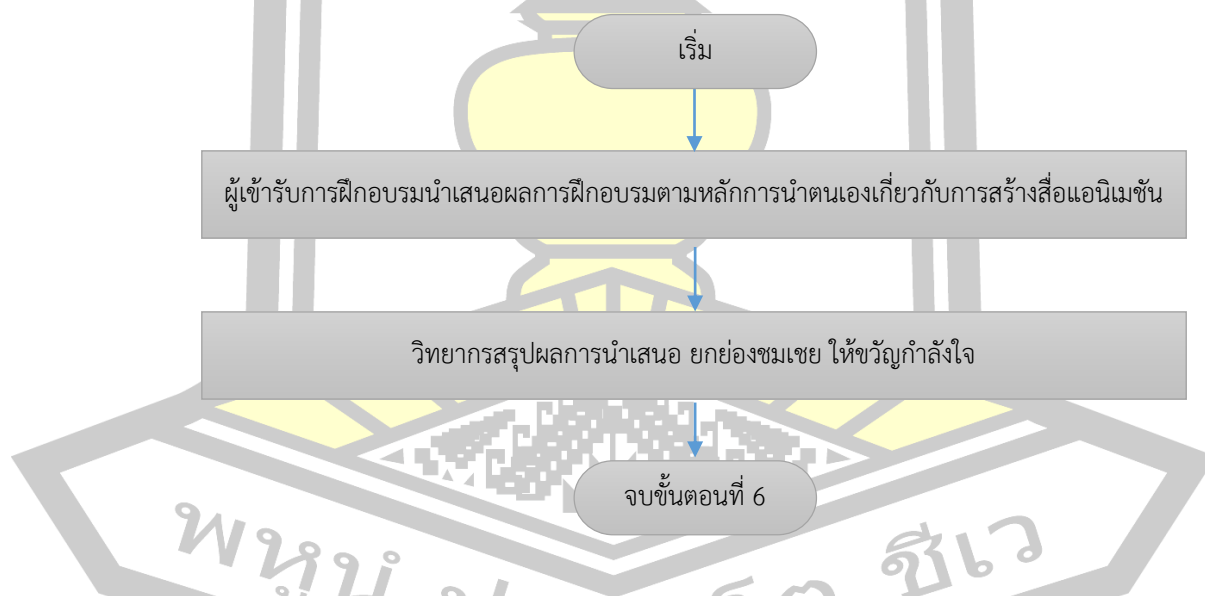 เริ่ม
ผู้เข้ารับการฝึกอบรมนำเสนอผลการฝึกอบรมตามหลักการนำตนเองเกี่ยวกับการสร้างสื่อแอนิเมชัน
วิทยากรสรุปผลการนำเสนอ ยกย่องชมเชย ให้ขวัญกำลังใจ
จบขั้นตอนที่ 6
พหูนํ ชีเว